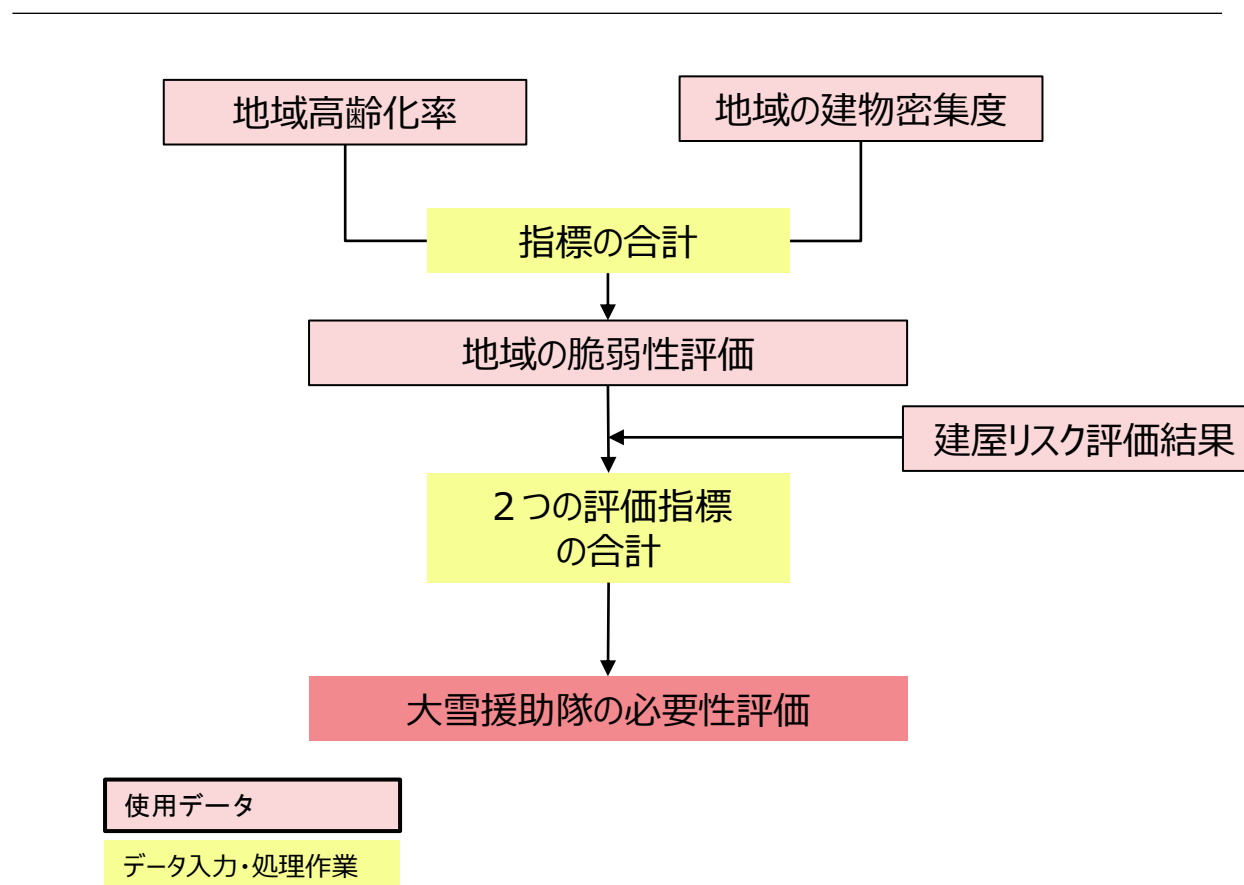 地域高齢化率
地域の建物密集度
指標の合計
地域の脆弱性評価
建屋リスク評価結果
２つの評価指標
の合計
大雪援助隊の必要性評価
使用データ
データ入力・処理作業